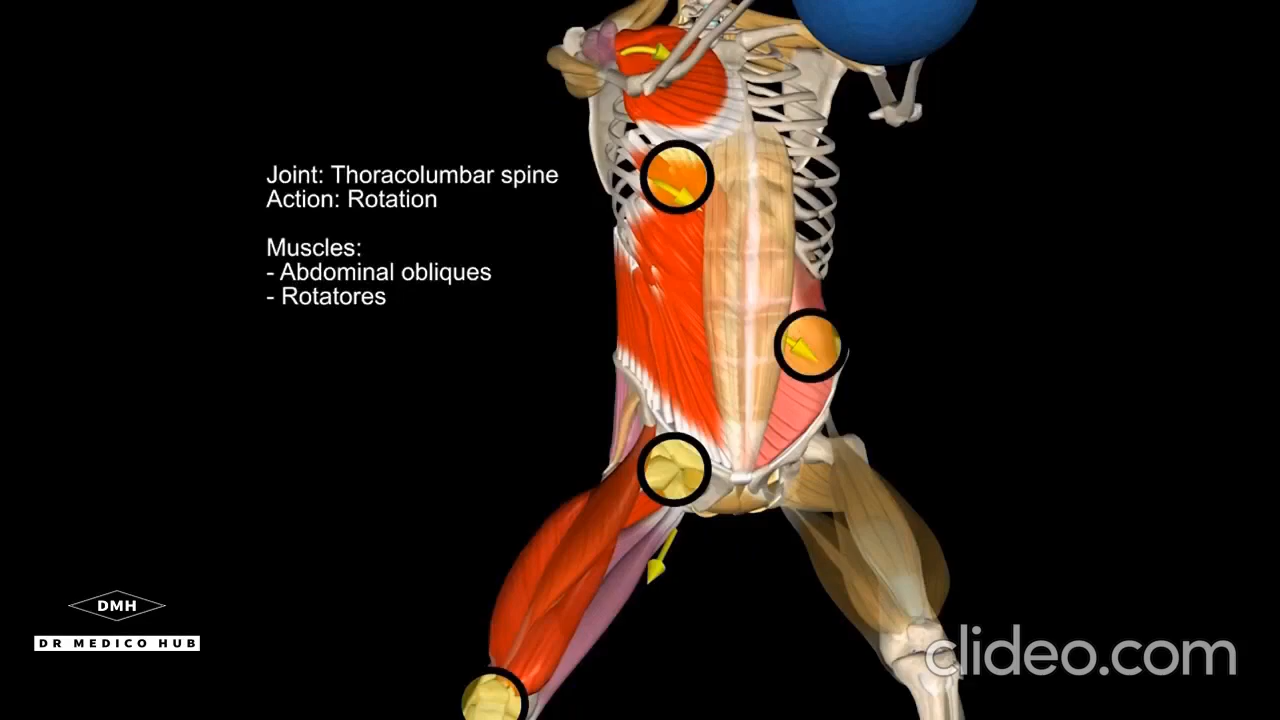 Joint: Thoracolumbar spine
Action: Rotation
Muscles:
- Abdominal obliques
- Rotatores
DMH
DR MEDICO HUB
clideo.com